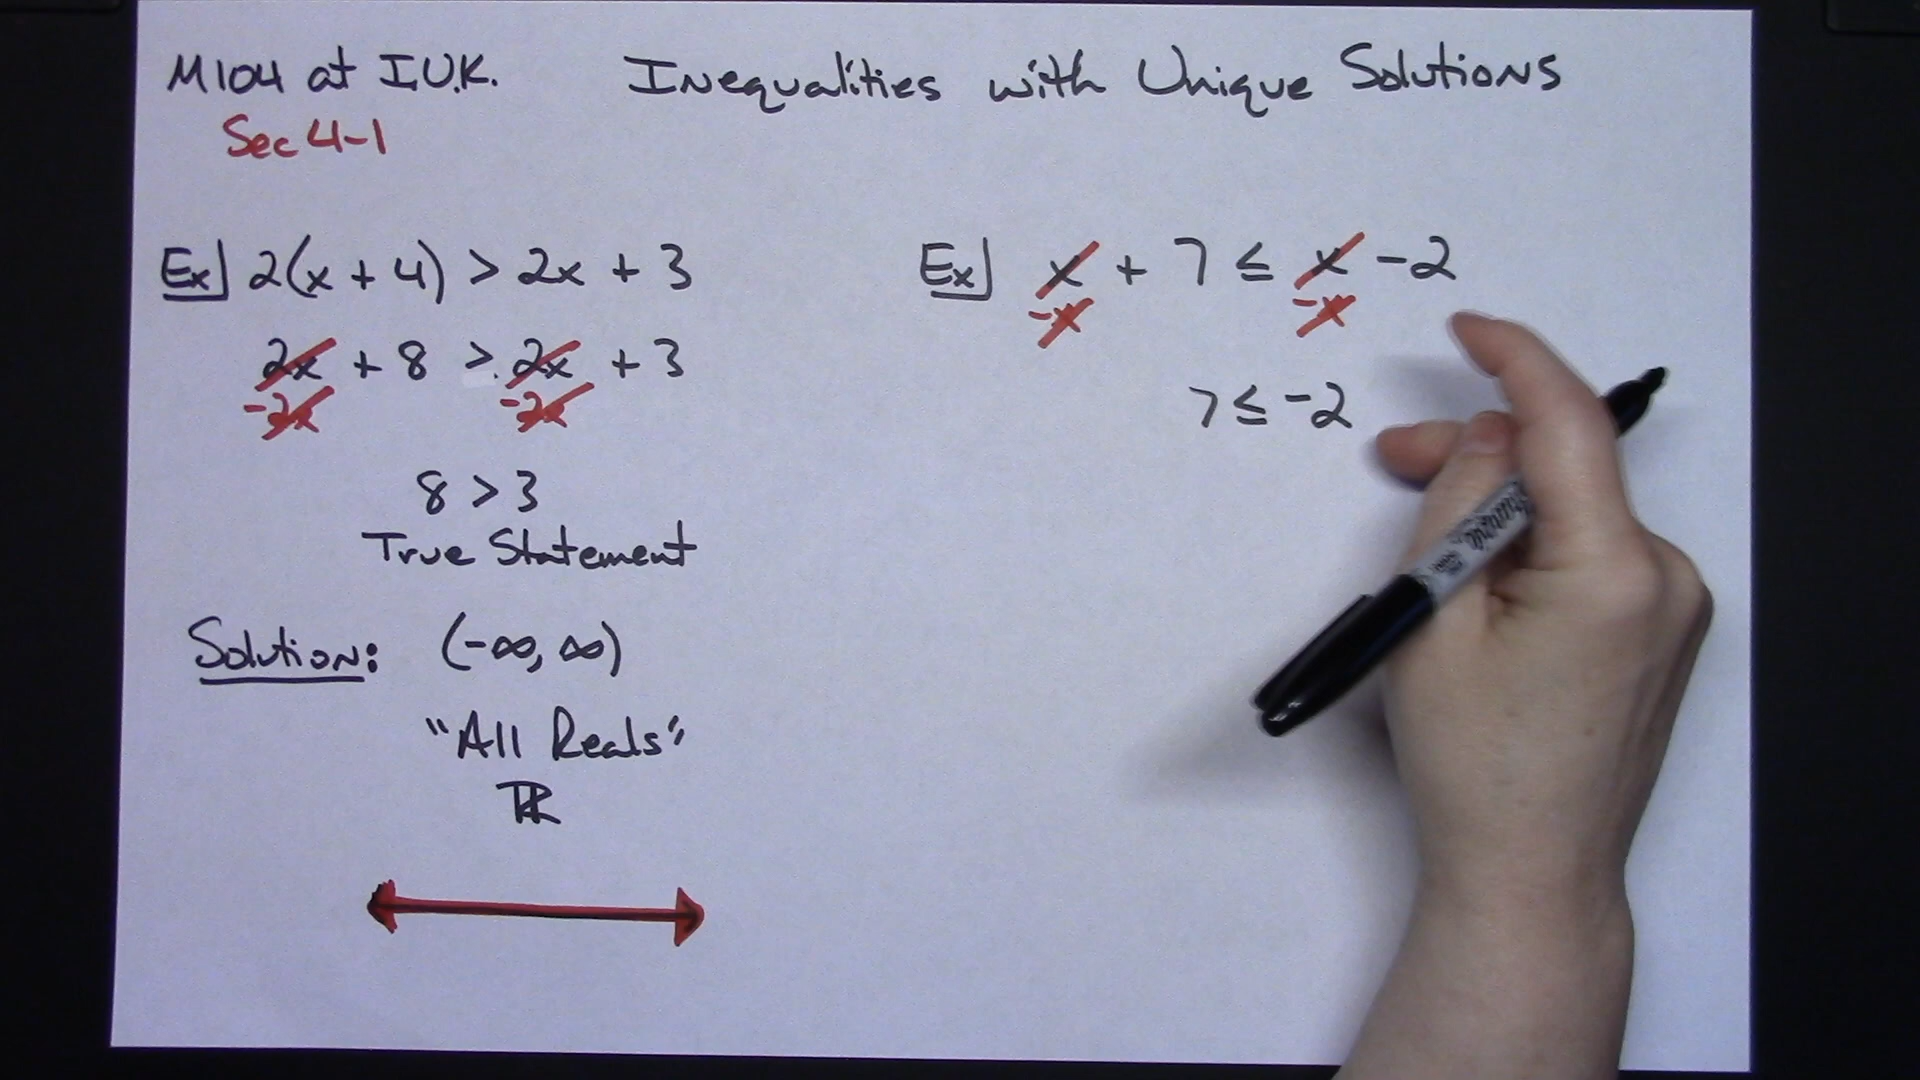 M104 at I.U.K.
Inequalities with Unique Solutions
Sec 4-1
Ex] 2(x + 4) > 2x + 3
2x + 8 > 2x + 3
-2x -2x
8 > 3
True Statement
Solution: (-∞, ∞)
"All Reals"
ℝ
Ex] x + 7 ≤ x - 2
-x -x
7 ≤ -2